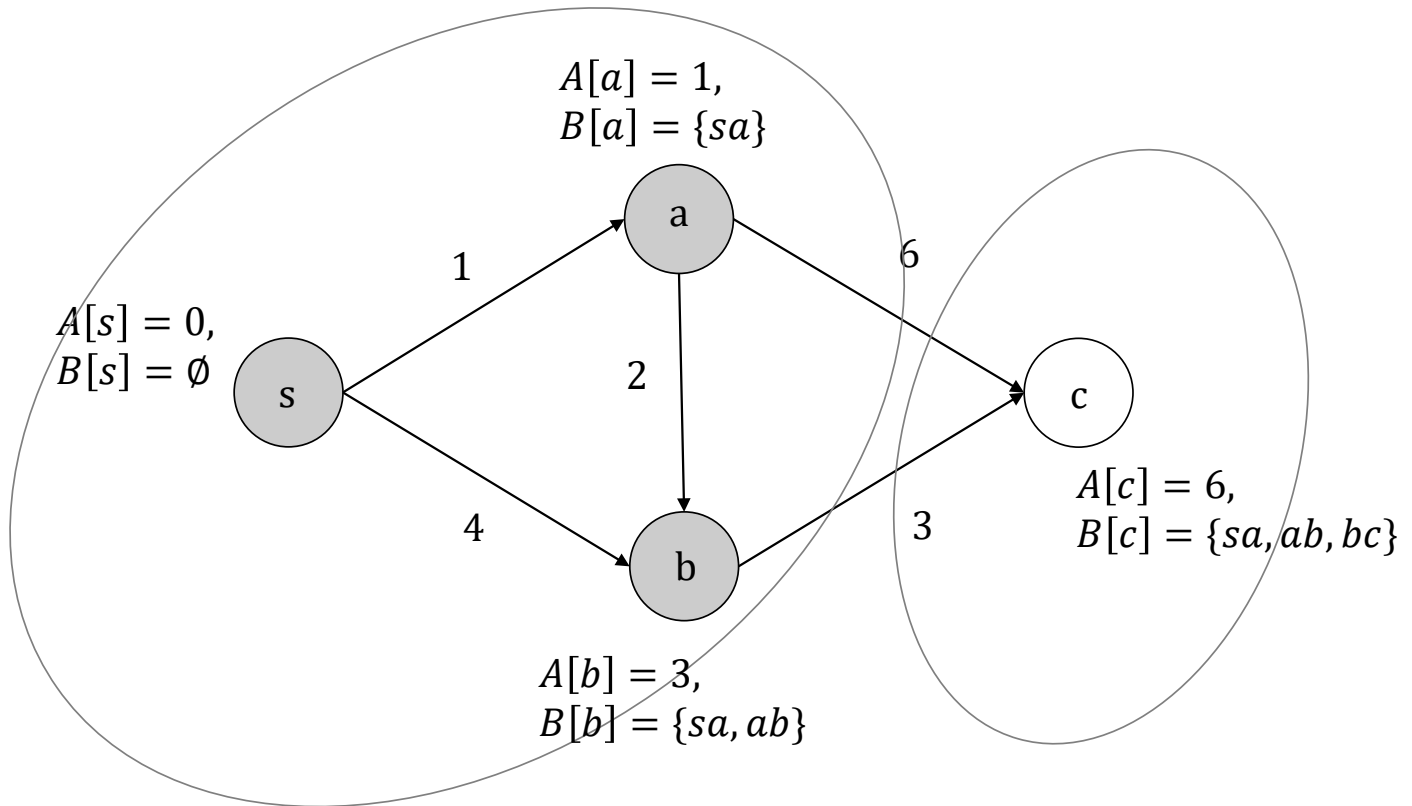 A[a] = 1,
B[a] = {sa}
a
6
1
A[s] = 0,
B[s] = ∅
s
2
c
A[c] = 6,
B[c] = {sa, ab, bc}
4
3
b
A[b] = 3,
B[b] = {sa, ab}